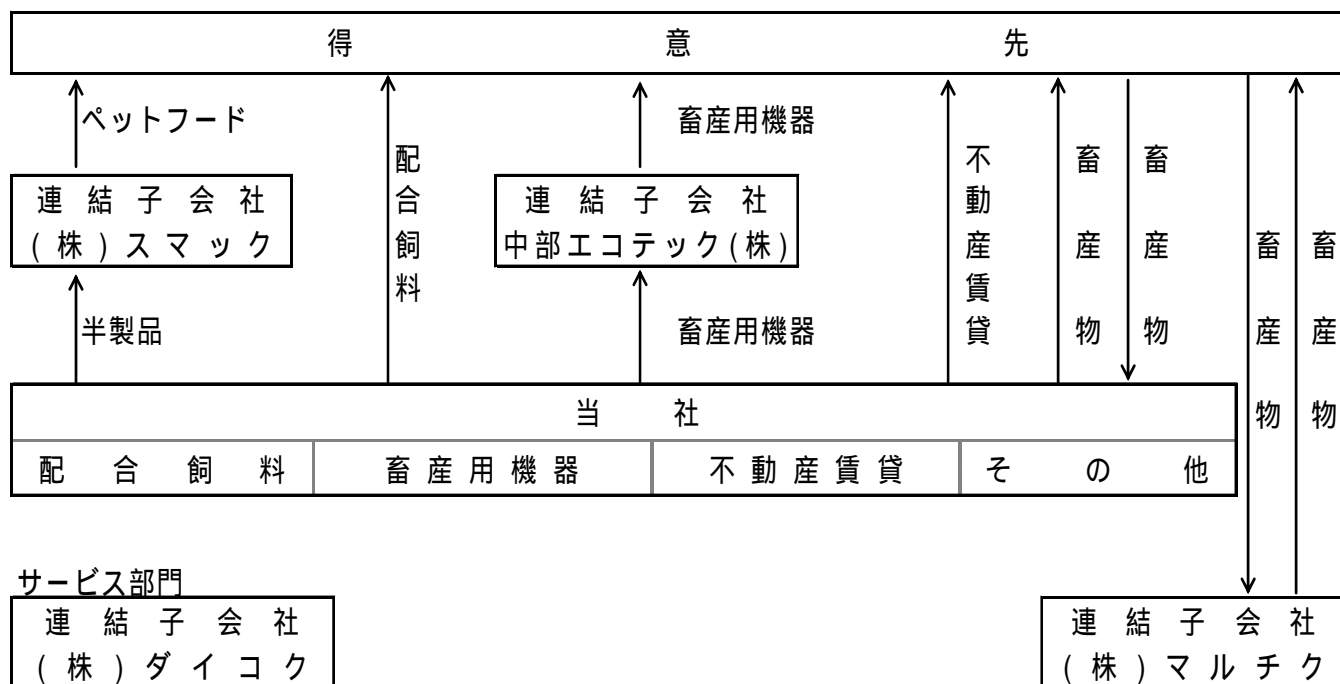 得意先
ペットフード
配合飼料
畜産用機器
不動産賃貸
畜産物
畜産物
畜産物
畜産物
連結子会社
(株)スマック
連結子会社
中部エコテック(株)
半製品
畜産用機器
当社
配合飼料
畜産用機器
不動産賃貸
その他
サービス部門
連結子会社
(株)ダイコク
連結子会社
(株)マルチク